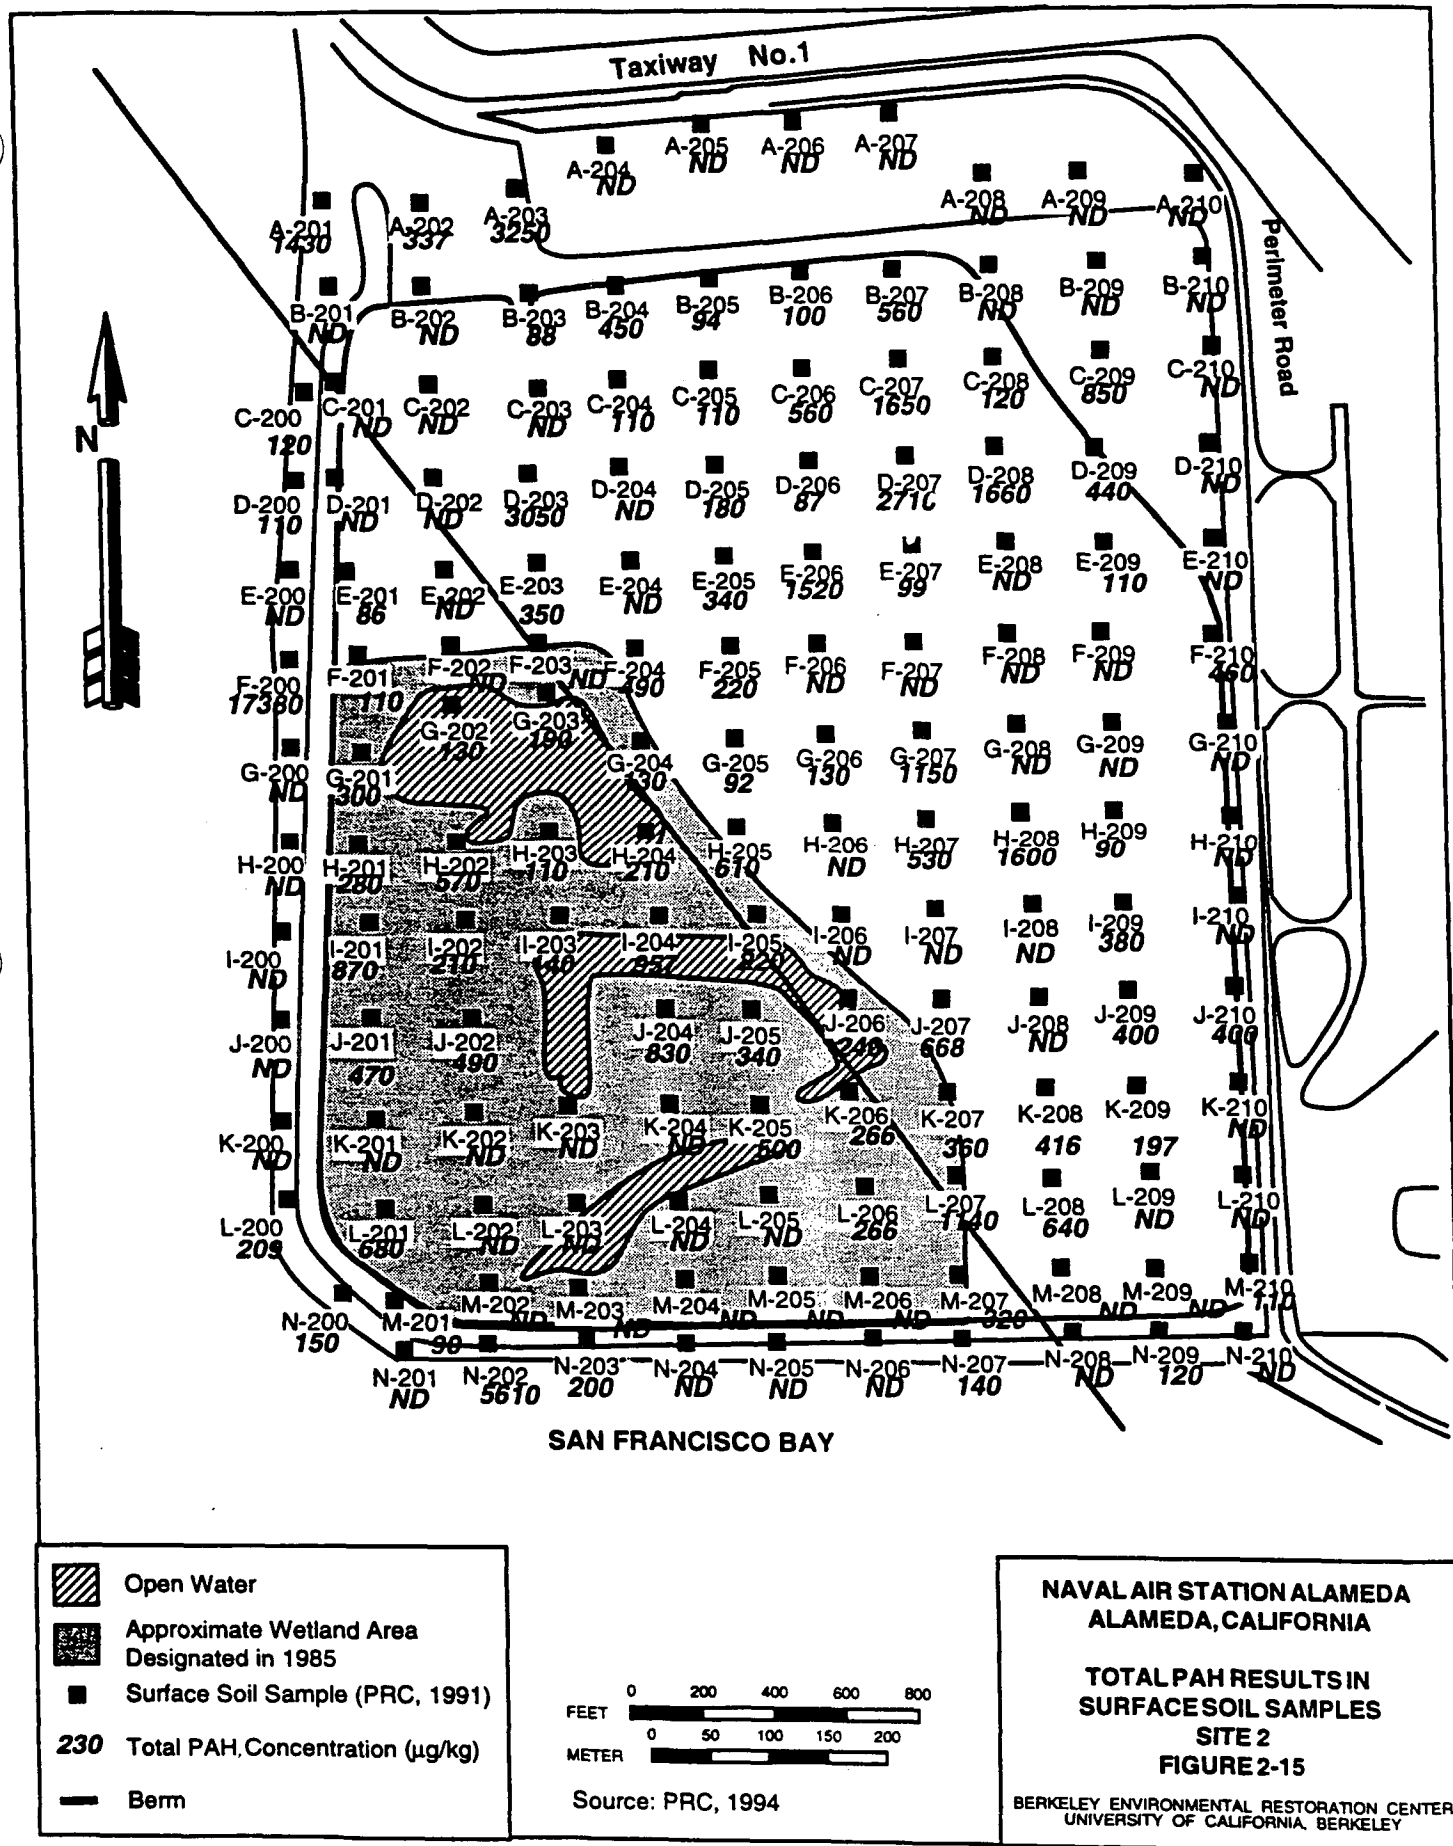 Taxiway No.1
A-204
ND
A-205
ND
A-206
ND
A-207
ND
A-208
ND
A-209
ND
A-210
ND
A-201
1430
A-202
337
A-203
3250
Perimeter Road
B-201
ND
B-202
ND
B-203
88
B-204
450
B-205
94
B-206
100
B-207
560
B-208
ND
B-209
ND
B-210
ND
N
C-200
120
C-201
ND
C-202
ND
C-203
ND
C-204
110
C-205
110
C-206
560
C-207
1650
C-208
120
C-209
850
C-210
ND
D-200
110
D-201
ND
D-202
ND
D-203
3050
D-204
ND
D-205
180
D-206
87
D-207
D-208
1660
D-209
440
D-210
ND
E-200
ND
E-201
86
E-202
ND
E-203
350
E-204
ND
E-205
340
E-206
1520
E-207
99
E-208
ND
E-209
110
E-210
ND
F-200
17380
F-201
110
F-202
ND
F-203
ND
F-204
490
F-205
220
F-206
ND
F-207
ND
F-208
ND
F-209
ND
F-210
460
G-200
ND
G-201
300
G-202
130
G-203
190
G-204
130
G-205
92
G-206
130
G-207
1150
G-208
ND
G-209
ND
G-210
ND
H-200
ND
H-201
280
H-202
570
H-203
110
H-204
210
H-205
610
H-206
ND
H-207
530
H-208
1600
H-209
90
H-210
ND
I-200
ND
I-201
870
I-202
210
I-203
140
I-204
I-205
220
I-206
ND
I-207
ND
I-208
ND
I-209
380
I-210
ND
J-200
ND
J-201
470
J-202
490
J-204
830
J-205
340
J-206
240
J-207
668
J-208
ND
J-209
400
J-210
400
K-200
ND
K-201
ND
K-202
ND
K-203
ND
K-204
ND
K-205
500
K-206
266
K-207
360
K-208
416
K-209
197
K-210
ND
L-200
209
L-201
680
L-202
ND
L-203
ND
L-204
ND
L-205
ND
L-206
266
L-207
1140
L-208
640
L-209
ND
L-210
ND
M-201
90
M-202
ND
M-203
ND
M-204
ND
M-205
ND
M-206
ND
M-207
320
M-208
ND
M-209
ND
M-210
110
N-200
150
N-201
ND
N-202
5610
N-203
200
N-204
ND
N-205
ND
N-206
ND
N-207
140
N-208
ND
N-209
120
N-210
ND
SAN FRANCISCO BAY
Open Water
Approximate Wetland Area
Designated in 1985
Surface Soil Sample (PRC, 1991)
230 Total PAH Concentration (µg/kg)
Berm
0 200 400 600 800
FEET
0 50 100 150 200
METER
Source: PRC, 1994
NAVAL AIR STATION ALAMEDA
ALAMEDA, CALIFORNIA
TOTAL PAH RESULTS IN
SURFACE SOIL SAMPLES
SITE 2
FIGURE 2-15
BERKELEY ENVIRONMENTAL RESTORATION CENTER
UNIVERSITY OF CALIFORNIA, BERKELEY